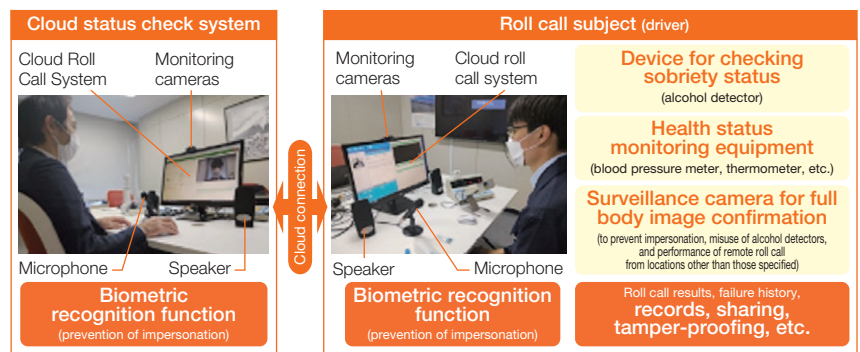 Cloud status check system
Cloud Roll
Call System
Monitoring
cameras
Microphone
Speaker
Biometric
recognition function
(prevention of impersonation)
Cloud connection
Roll call subject (driver)
Monitoring
cameras
Cloud roll
call system
Speaker
Microphone
Biometric recognition
function
(prevention of impersonation)
Device for checking
sobriety status
(alcohol detector)
Health status
monitoring equipment
(blood pressure meter, thermometer, etc.)
Surveillance camera for full
body image confirmation
(to prevent impersonation, misuse of alcohol detectors,
and performance of remote roll call
from locations other than those specified)
Roll call results, failure history,
records, sharing,
tamper-proofing, etc.